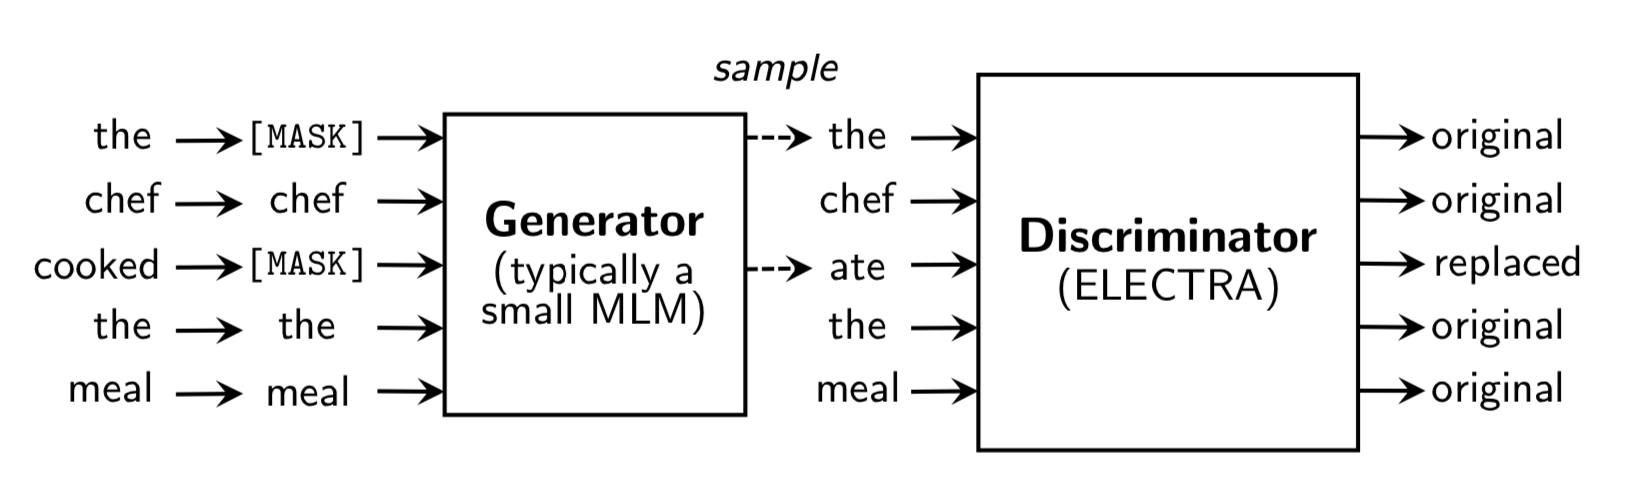 sample
the [MASK] the original
chef chef chef original
cooked [MASK] ate replaced
the the the original
meal meal meal original
Generator
(typically a
small MLM)
Discriminator
(ELECTRA)